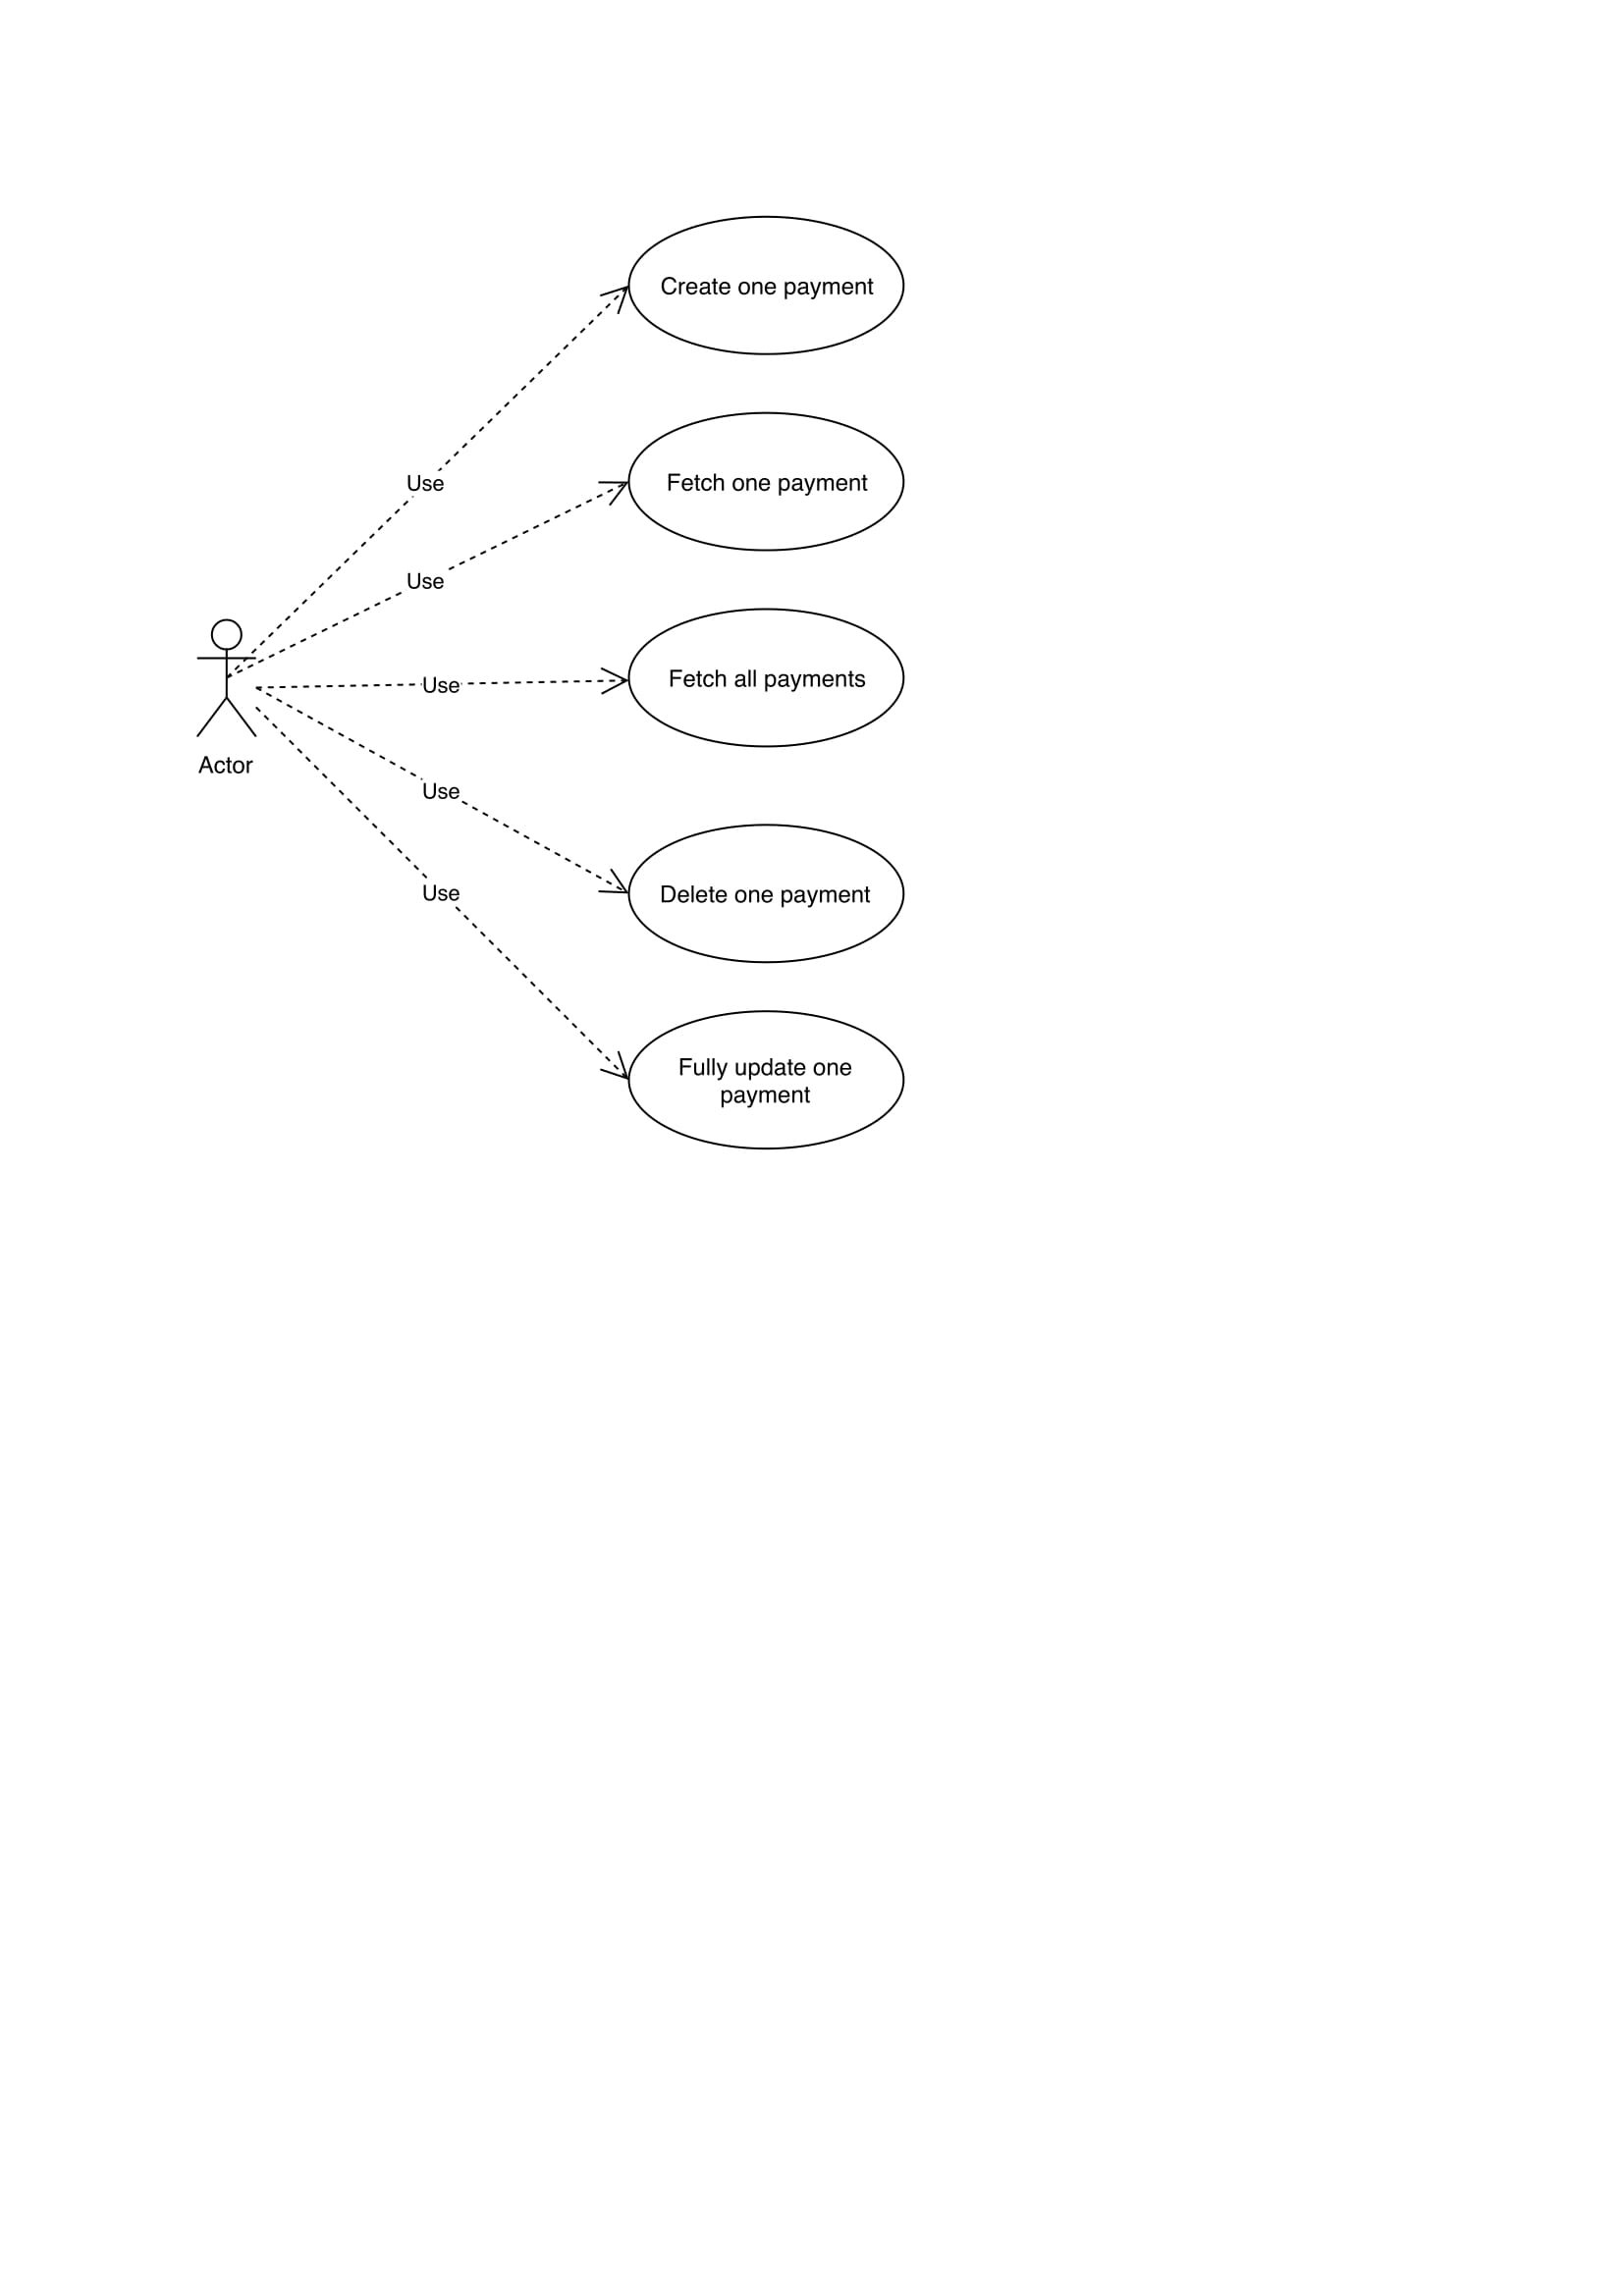 Create one payment
Use
Fetch one payment
Use
Fetch all payments
Use
Actor
Use
Delete one payment
Use
Fully update one
payment